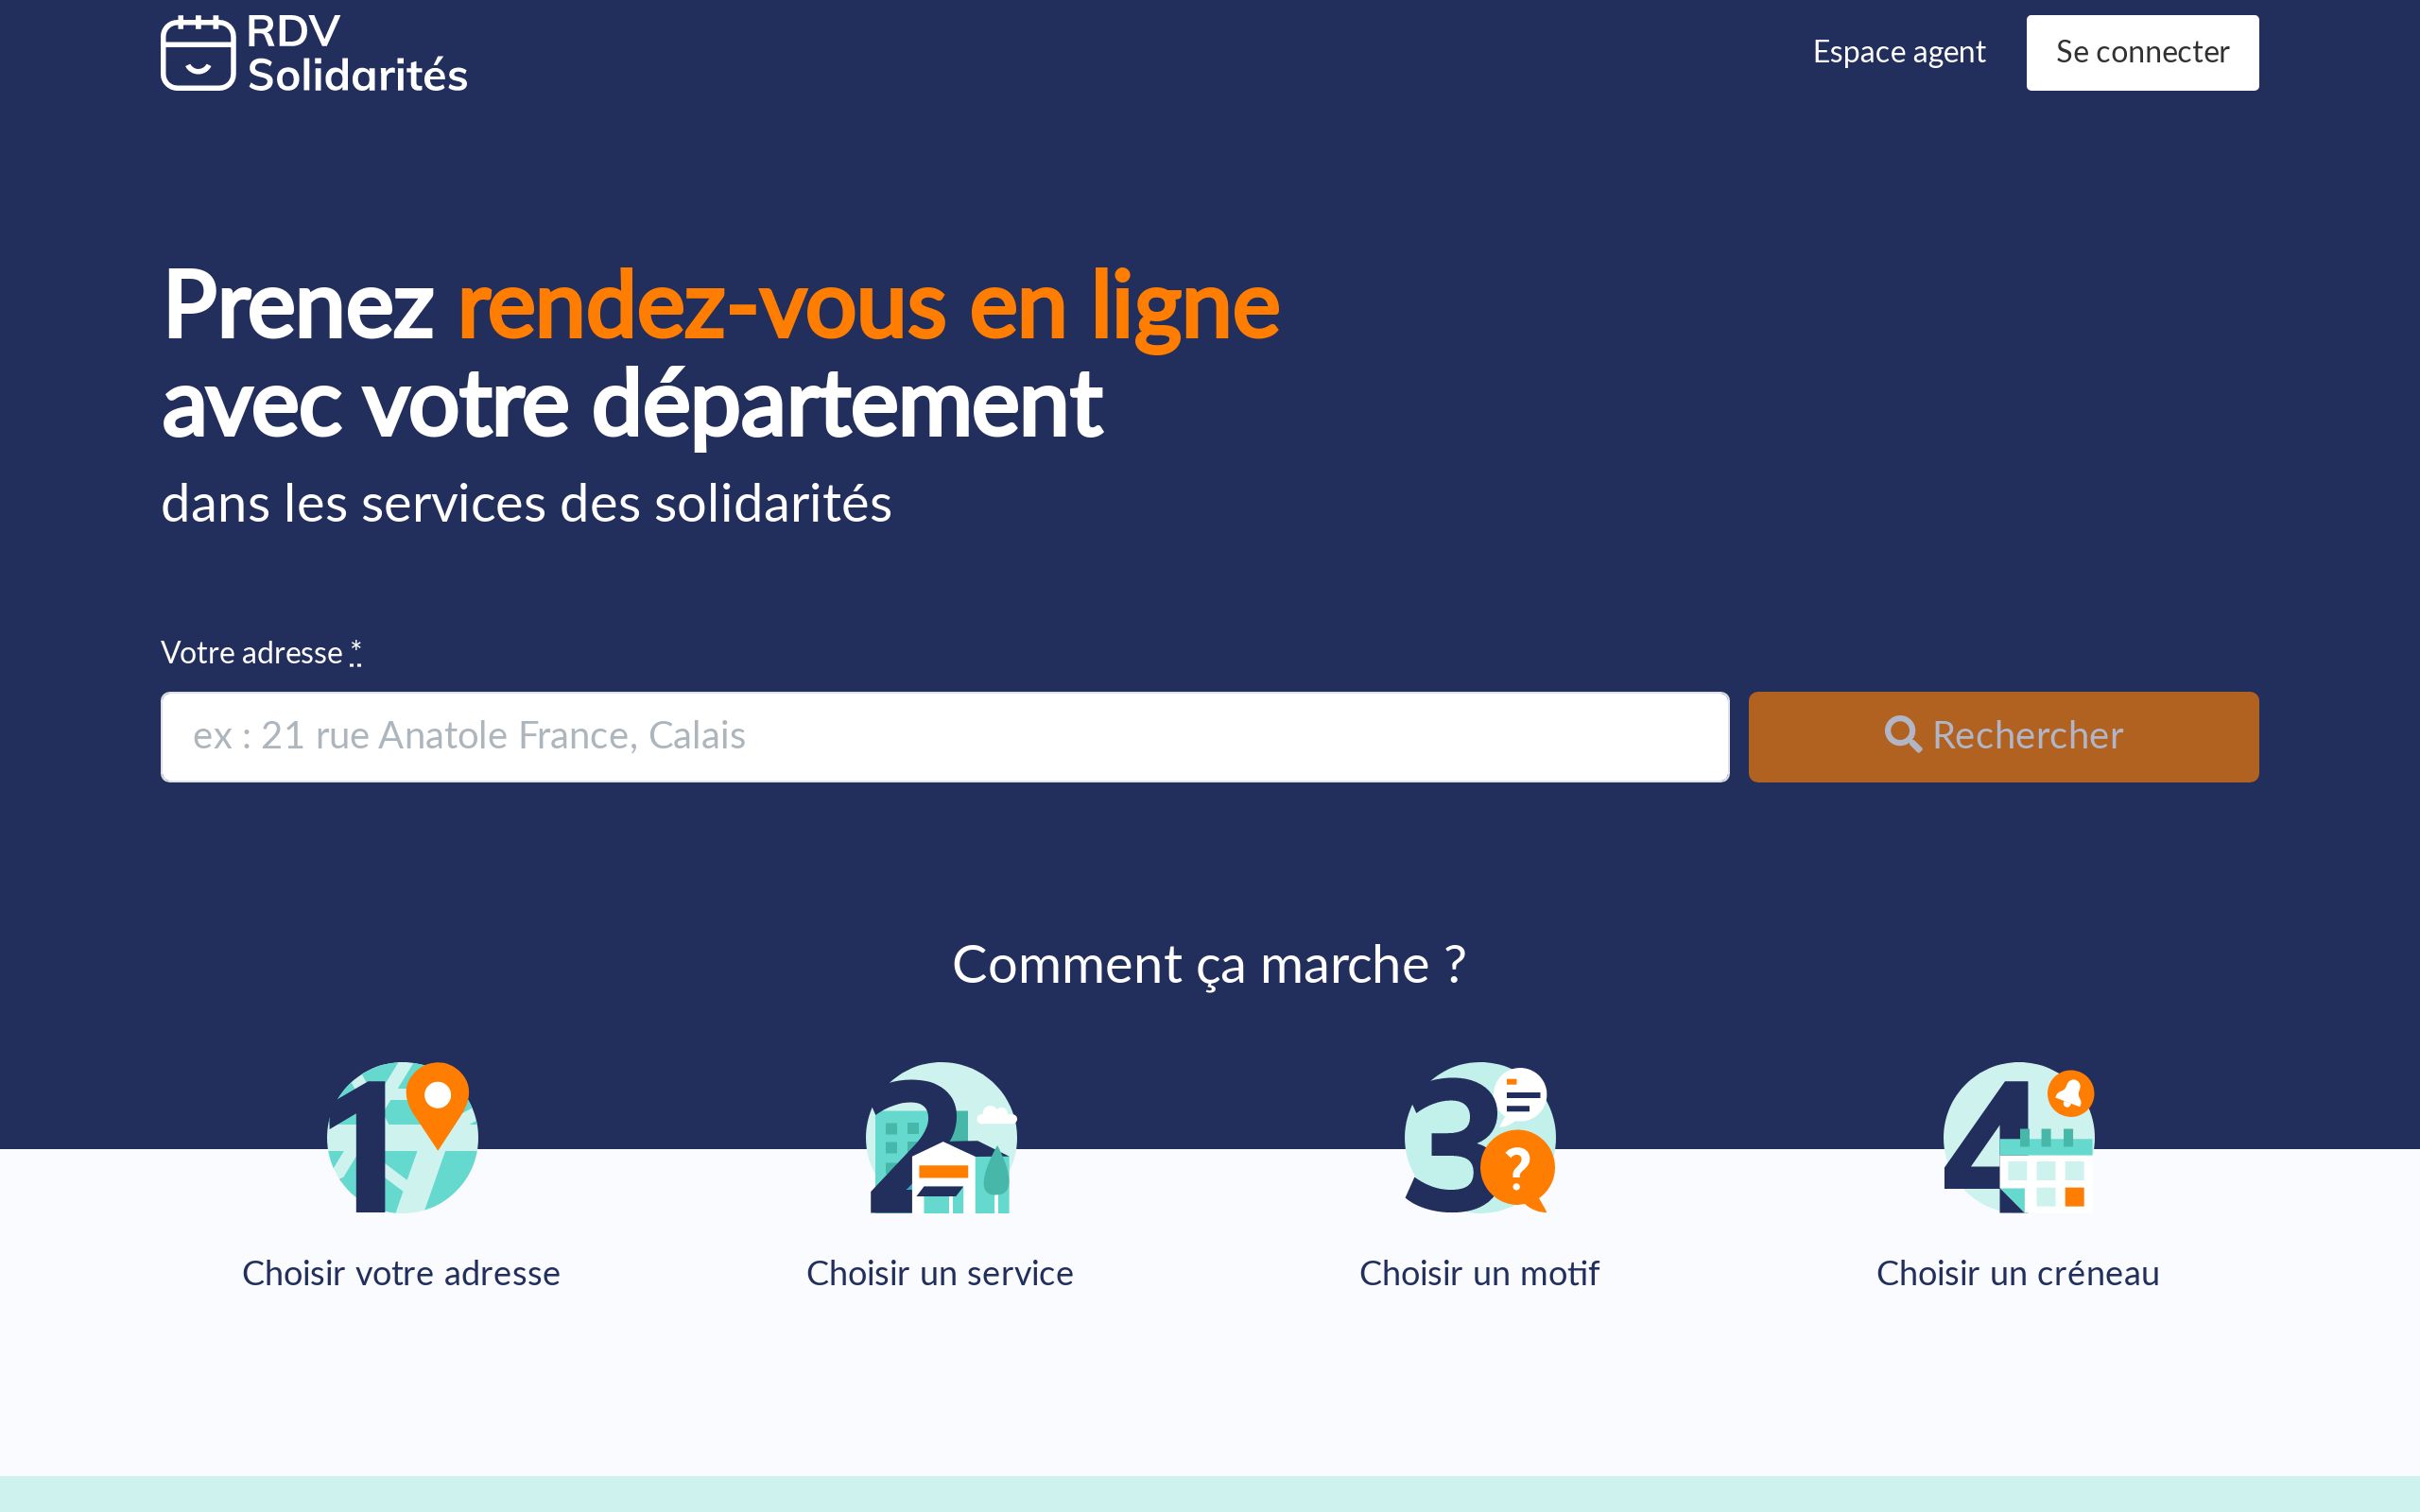 RDV
Solidarités
Espace agent
Se connecter
Prenez rendez-vous en ligne
avec votre département
dans les services des solidarités
Votre adresse *
ex : 21 rue Anatole France, Calais
Rechercher
Comment ça marche ?
1
2
3
?
4
Choisir votre adresse
Choisir un service
Choisir un motif
Choisir un créneau